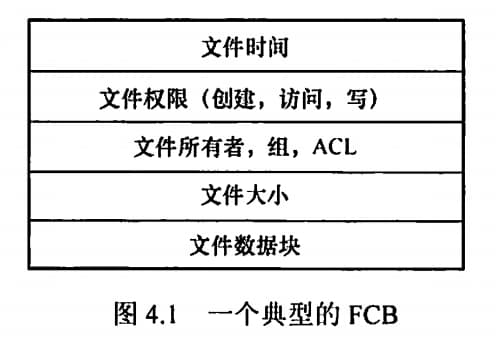 文件时间
文件权限（创建，访问，写）
文件所有者，组，ACL
文件大小
文件数据块
图 4.1 一个典型的 FCB